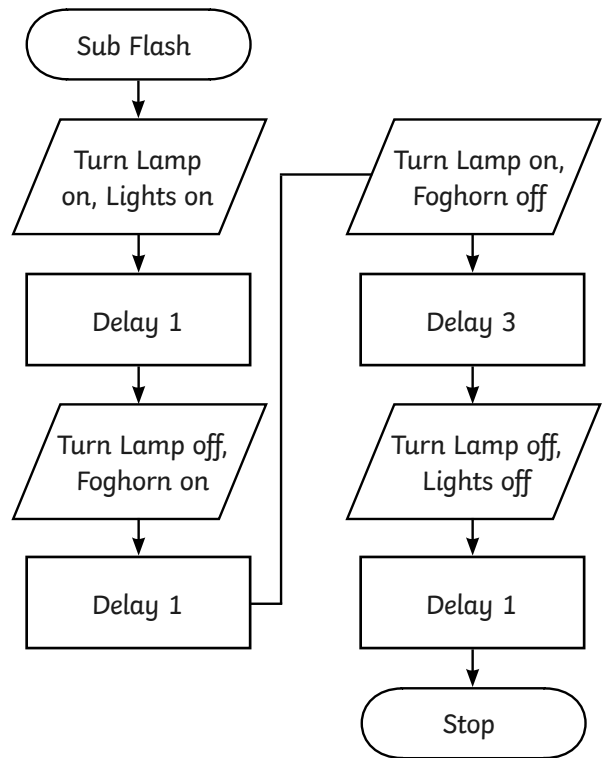 Sub Flash
Turn Lamp
on, Lights on
Delay 1
Turn Lamp off,
Foghorn on
Delay 1
Turn Lamp on,
Foghorn off
Delay 3
Turn Lamp off,
Lights off
Delay 1
Stop